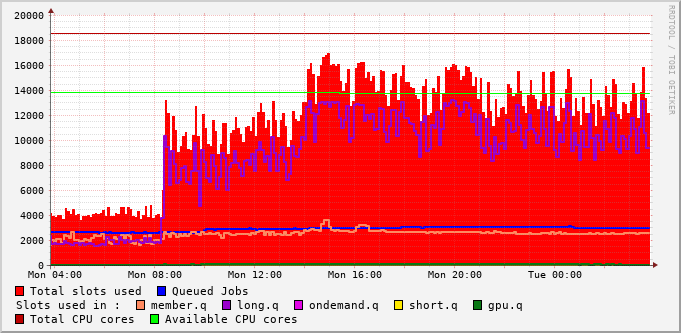 RRDTOOL / TOBI OETIKER
20000
18000
16000
14000
12000
10000
8000
6000
4000
2000
0
Mon 04:00 Mon 08:00 Mon 12:00 Mon 16:00 Mon 20:00 Tue 00:00
Total slots used Queued Jobs
Slots used in : member.q long.q ondemand.q short.q gpu.q
Total CPU cores Available CPU cores